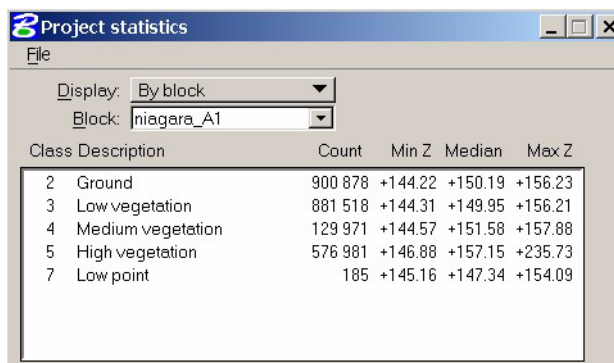 Project statistics
File
Display: By block
Block: niagara_A1
Class Description Count Min Z Median Max Z
2 Ground 900 878 +144.22 +150.19 +156.23
3 Low vegetation 881 518 +144.31 +149.95 +156.21
4 Medium vegetation 129 971 +144.57 +151.58 +157.88
5 High vegetation 576 981 +146.88 +157.15 +235.73
7 Low point 185 +145.16 +147.34 +154.09